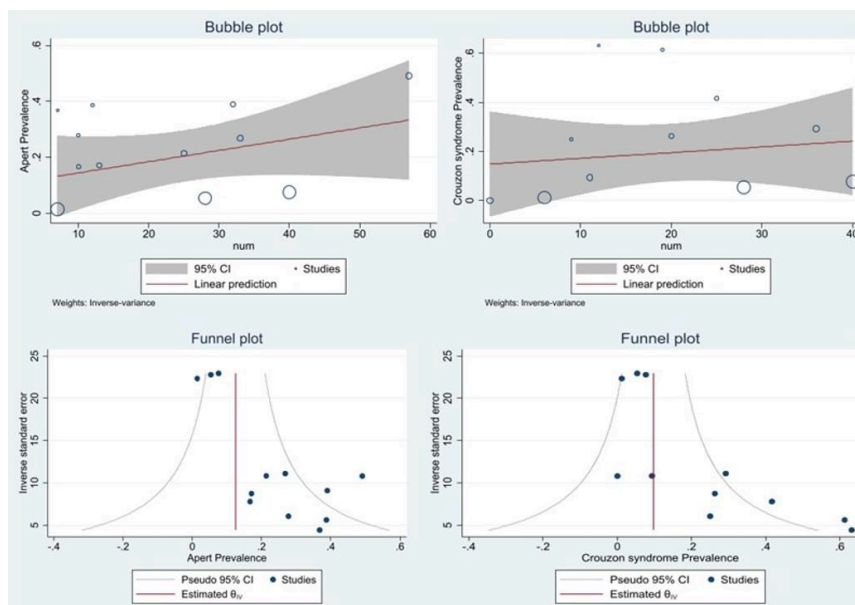 Bubble plot
Apert Prevalence
.6
.4
.2
0
10 20 30 40 50 60
num
95% CI Studies
Linear prediction
Weights: Inverse-variance
Bubble plot
Crouzon syndrome Prevalence
.6
.4
.2
0
0 10 20 30 40
num
95% CI Studies
Linear prediction
Weights: Inverse-variance
Funnel plot
Inverse standard error
25
20
15
10
5
-.4 -.2 0 .2 .4 .6
Apert Prevalence
Pseudo 95% CI Studies
Estimated θIV
Funnel plot
Inverse standard error
25
20
15
10
5
-.4 -.2 0 .2 .4 .6
Crouzon syndrome Prevalence
Pseudo 95% CI Studies
Estimated θIV